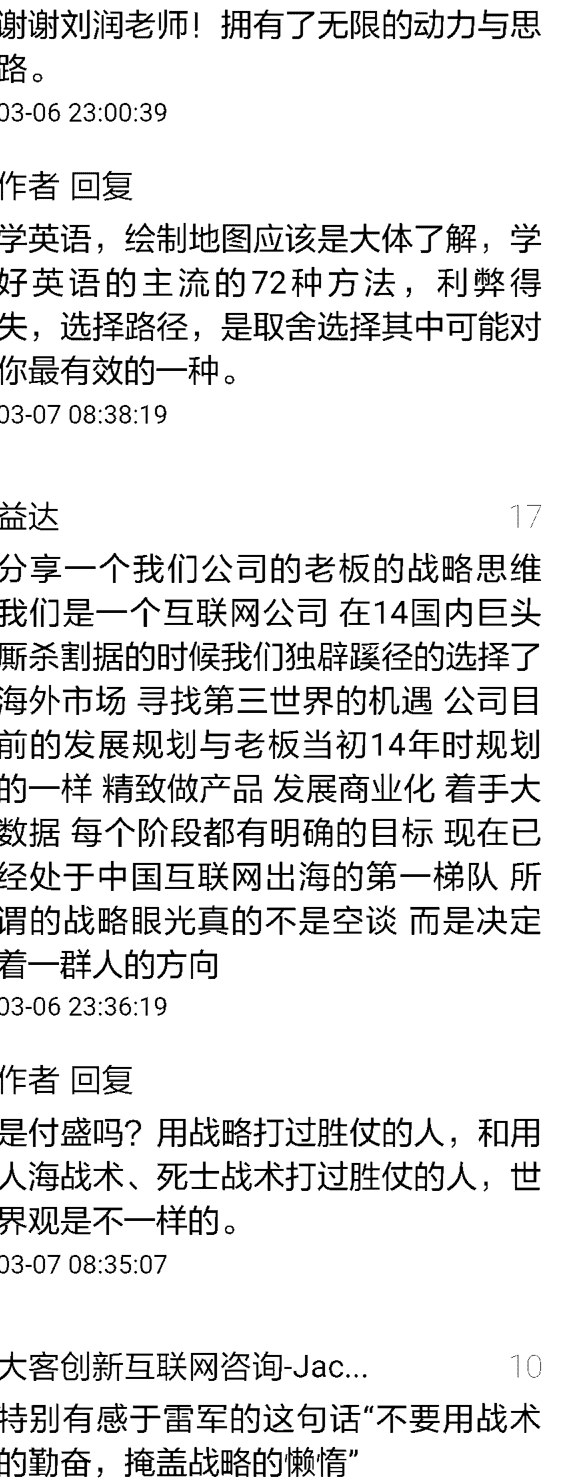 谢谢刘润老师！拥有了无限的动力与思
路。
03-06 23:00:39
作者 回复
学英语，绘制地图应该是大体了解，学
好英语的主流的72种方法，利弊得
失，选择路径，是取舍选择其中可能对
你最有效的一种。
03-07 08:38:19
益达 17
分享一个我们公司的老板的战略思维
我们是一个互联网公司 在14国内巨头
厮杀割据的时候我们独辟蹊径的选择了
海外市场 寻找第三世界的机遇 公司目
前的发展规划与老板当初14年时规划
的一样 精致做产品 发展商业化 着手大
数据 每个阶段都有明确的目标 现在已
经处于中国互联网出海的第一梯队 所
谓的战略眼光真的不是空谈 而是决定
着一群人的方向
03-06 23:36:19
作者 回复
是付盛吗？用战略打过胜仗的人，和用
人海战术、死士战术打过胜仗的人，世
界观是不一样的。
03-07 08:35:07
大客创新互联网咨询-Jac... 10
特别有感于雷军的这句话“不要用战术
的勤奋，掩盖战略的懒惰”